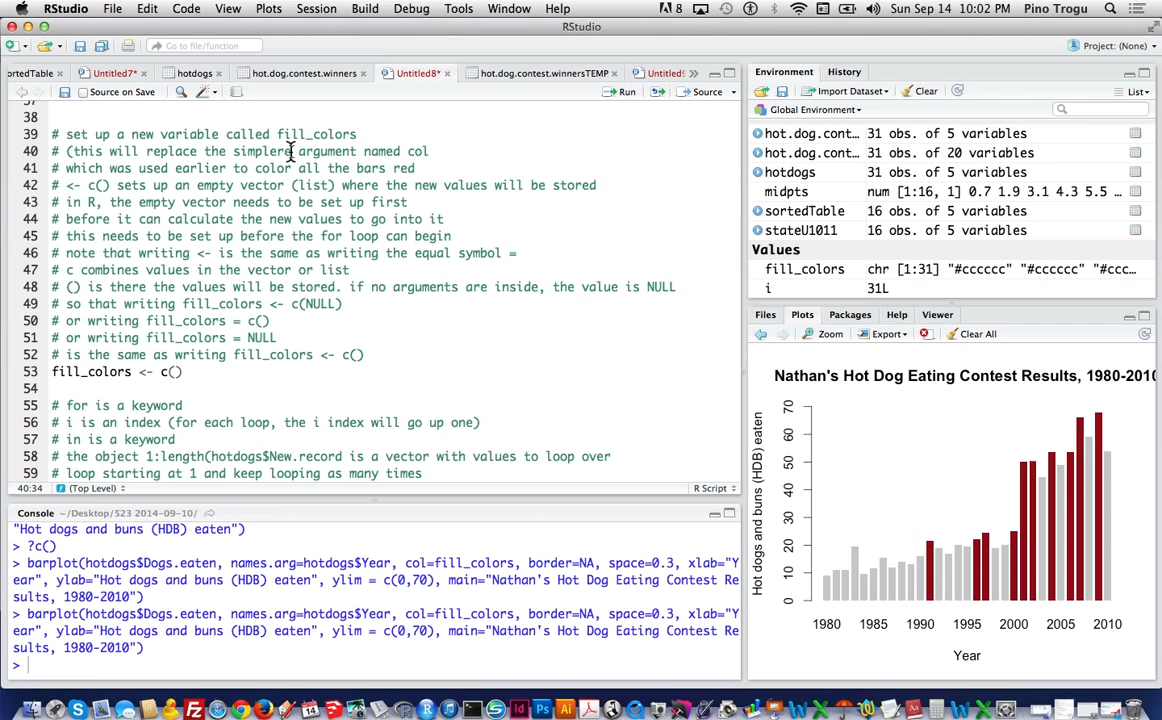 RStudio File Edit Code View Plots Session Build Debug Tools Window Help 8 Sun Sep 14 10:02 PM Pino Trogu
RStudio
Go to file/function Project: (None)
ortedTable Untitled7* hotdogs hot.dog.contest.winners Untitled8* hot.dog.contest.winnersTEMP Untitled9
Source on Save Run Source
37
38
39 # set up a new variable called fill_colors
40 # (this will replace the simplere argument named col
41 # which was used earlier to color all the bars red
42 # <- c() sets up an empty vector (list) where the new values will be stored
43 # in R, the empty vector needs to be set up first
44 # before it can calculate the new values to go into it
45 # this needs to be set up before the for loop can begin
46 # note that writing <- is the same as writing the equal symbol =
47 # c combines values in the vector or list
48 # () is there the values will be stored. if no arguments are inside, the value is NULL
49 # so that writing fill_colors <- c(NULL)
50 # or writing fill_colors = c()
51 # or writing fill_colors = NULL
52 # is the same as writing fill_colors <- c()
53 fill_colors <- c()
54
55 # for is a keyword
56 # i is an index (for each loop, the i index will go up one)
57 # in is a keyword
58 # the object 1:length(hotdogs$New.record is a vector with values to loop over
59 # loop starting at 1 and keep looping as many times
40:34 (Top Level) R Script
Console ~/Desktop/523 2014-09-10/
"Hot dogs and buns (HDB) eaten")
> ?c()
> barplot(hotdogs$Dogs.eaten, names.arg=hotdogs$Year, col=fill_colors, border=NA, space=0.3, xlab="Y
ear", ylab="Hot dogs and buns (HDB) eaten", ylim = c(0,70), main="Nathan's Hot Dog Eating Contest Re
sults, 1980-2010")
> barplot(hotdogs$Dogs.eaten, names.arg=hotdogs$Year, col=fill_colors, border=NA, space=0.3, xlab="Y
ear", ylab="Hot dogs and buns (HDB) eaten", ylim = c(0,70), main="Nathan's Hot Dog Eating Contest Re
sults, 1980-2010")
>
Environment History
Import Dataset Clear List
Global Environment
hot.dog.cont… 31 obs. of 5 variables
hot.dog.cont… 31 obs. of 20 variables
hotdogs 31 obs. of 5 variables
midpts num [1:16, 1] 0.7 1.9 3.1 4.3 5.5 …
sortedTable 16 obs. of 5 variables
stateU1011 16 obs. of 5 variables
Values
fill_colors chr [1:31] "#cccccc" "#cccccc" "#ccc…
i 31L
Files Plots Packages Help Viewer
Zoom Export Clear All
Nathan's Hot Dog Eating Contest Results, 1980-2010
Hot dogs and buns (HDB) eaten
70
60
50
40
30
20
10
0
1980 1985 1990 1995 2000 2005 2010
Year